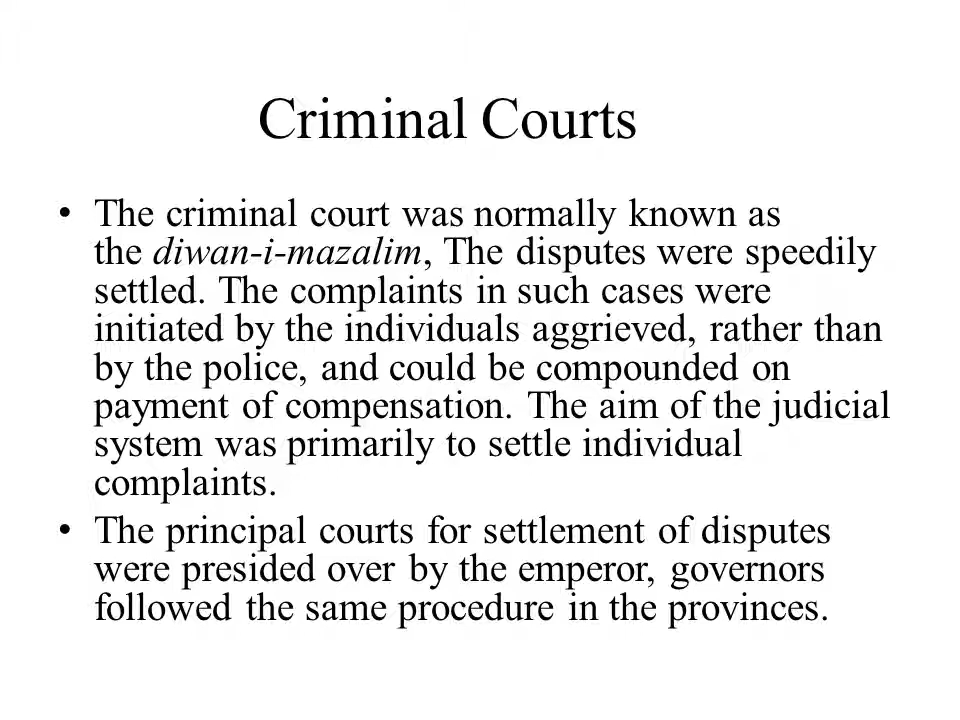 Criminal Courts
• The criminal court was normally known as
the diwan-i-mazalim, The disputes were speedily
settled. The complaints in such cases were
initiated by the individuals aggrieved, rather than
by the police, and could be compounded on
payment of compensation. The aim of the judicial
system was primarily to settle individual
complaints.
• The principal courts for settlement of disputes
were presided over by the emperor, governors
followed the same procedure in the provinces.